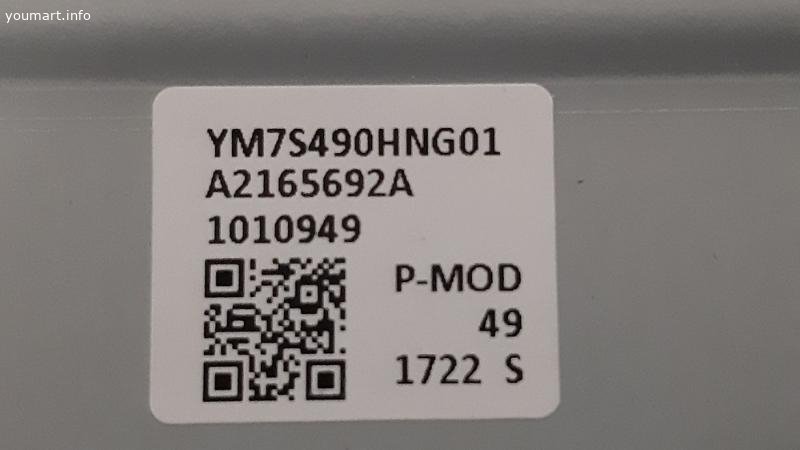 youmart.info
YM7S490HNG01
A2165692A
1010949
P-MOD
49
1722 S